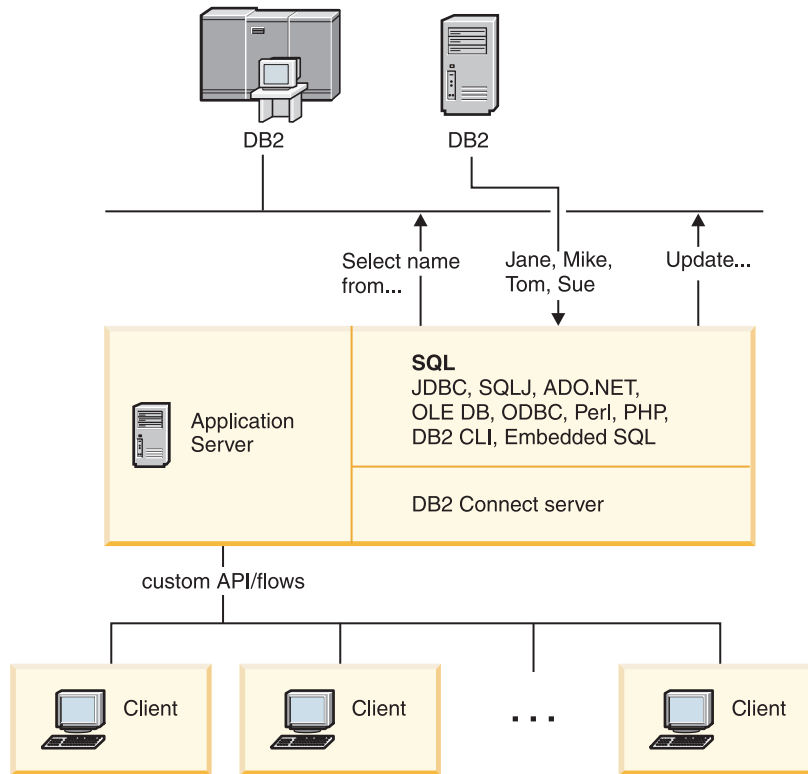 DB2
DB2
Select name
from...
Jane, Mike,
Tom, Sue
Update...
Application
Server
SQL
JDBC, SQLJ, ADO.NET,
OLE DB, ODBC, Perl, PHP,
DB2 CLI, Embedded SQL
DB2 Connect server
custom API/flows
Client
Client
...
Client